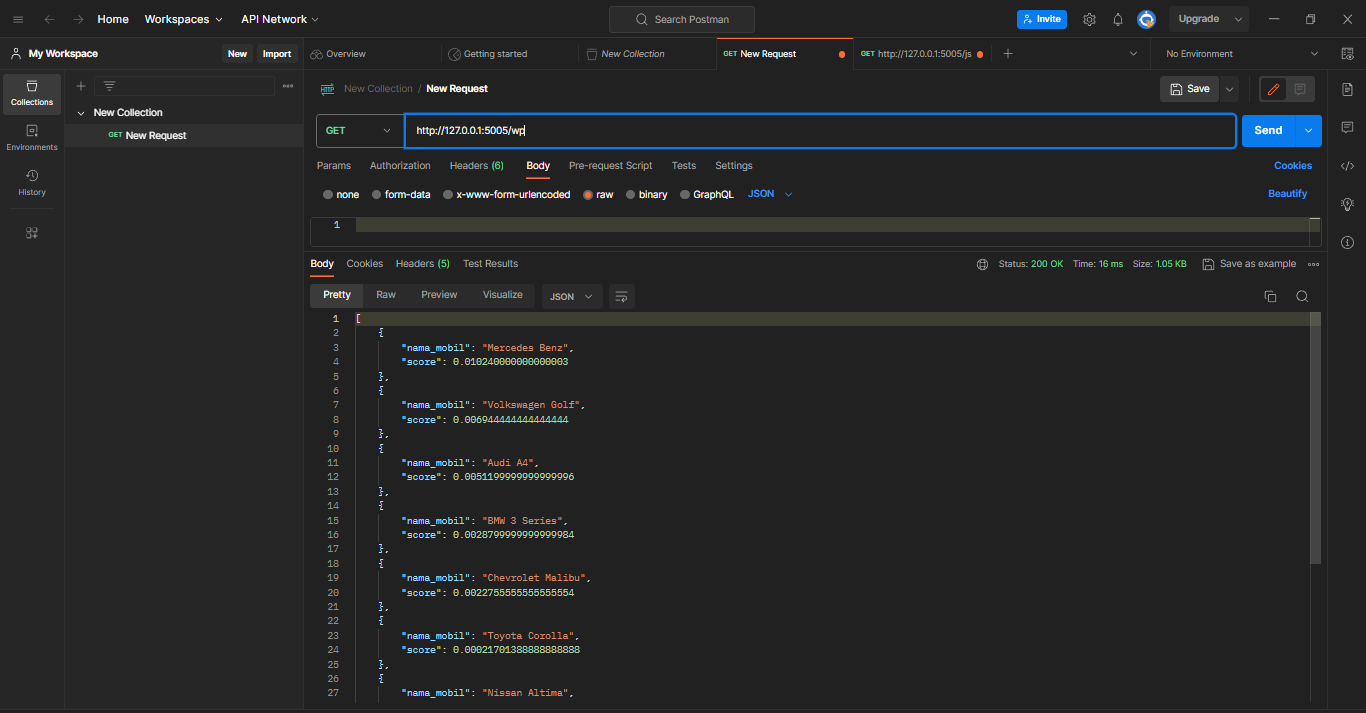 Home Workspaces API Network Search Postman Invite Upgrade
My Workspace New Import Overview Getting started New Collection GET New Request GET http://127.0.0.1:5005/js No Environment
New Collection / New Request Save
Collections
New Collection
GET New Request
GET http://127.0.0.1:5005/wp Send
Environments
Params Authorization Headers (6) Body Pre-request Script Tests Settings Cookies
History
none form-data x-www-form-urlencoded raw binary GraphQL JSON Beautify
1
Body Cookies Headers (5) Test Results Status: 200 OK Time: 16 ms Size: 1.05 KB Save as example
Pretty Raw Preview Visualize JSON
1 [
2 {
3 "nama_mobil": "Mercedes Benz",
4 "score": 0.010240000000000003
5 },
6 {
7 "nama_mobil": "Volkswagen Golf",
8 "score": 0.006944444444444444
9 },
10 {
11 "nama_mobil": "Audi A4",
12 "score": 0.0051199999999999996
13 },
14 {
15 "nama_mobil": "BMW 3 Series",
16 "score": 0.0028799999999999984
17 },
18 {
19 "nama_mobil": "Chevrolet Malibu",
20 "score": 0.0022755555555555554
21 },
22 {
23 "nama_mobil": "Toyota Corolla",
24 "score": 0.00021701388888888888
25 },
26 {
27 "nama_mobil": "Nissan Altima",